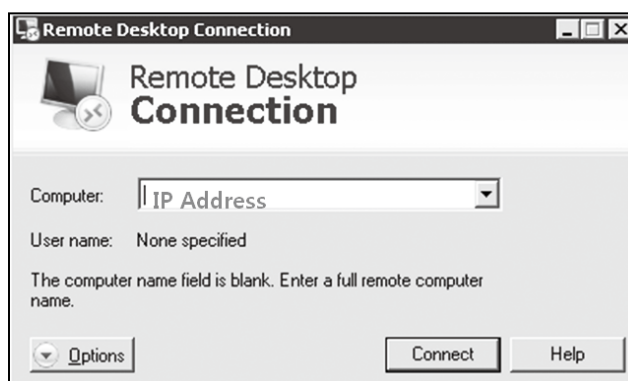 Remote Desktop Connection
Remote Desktop
Connection
Computer: IP Address
User name: None specified
The computer name field is blank. Enter a full remote computer
name.
Options Connect Help